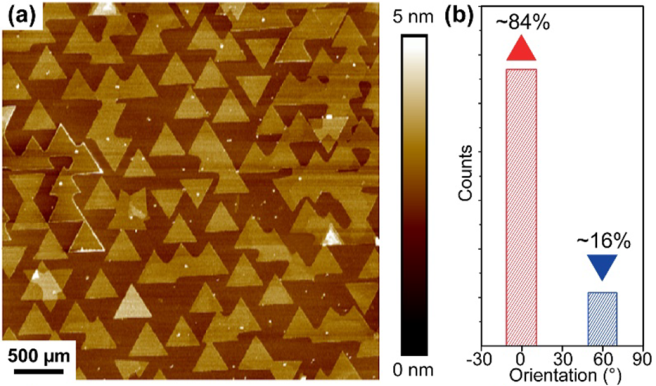 (a)
5 nm
0 nm
500 µm
(b)
~84%
~16%
Counts
-30 0 30 60 90
Orientation (°)